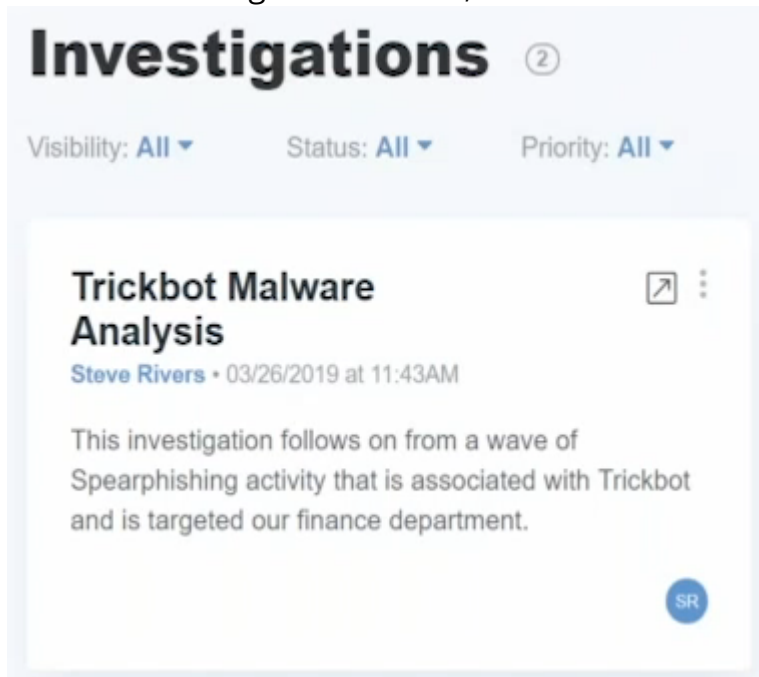 Investigations 2
Visibility: All Status: All Priority: All
Trickbot Malware
Analysis
Steve Rivers • 03/26/2019 at 11:43AM
This investigation follows on from a wave of
Spearphishing activity that is associated with Trickbot
and is targeted our finance department.
SR